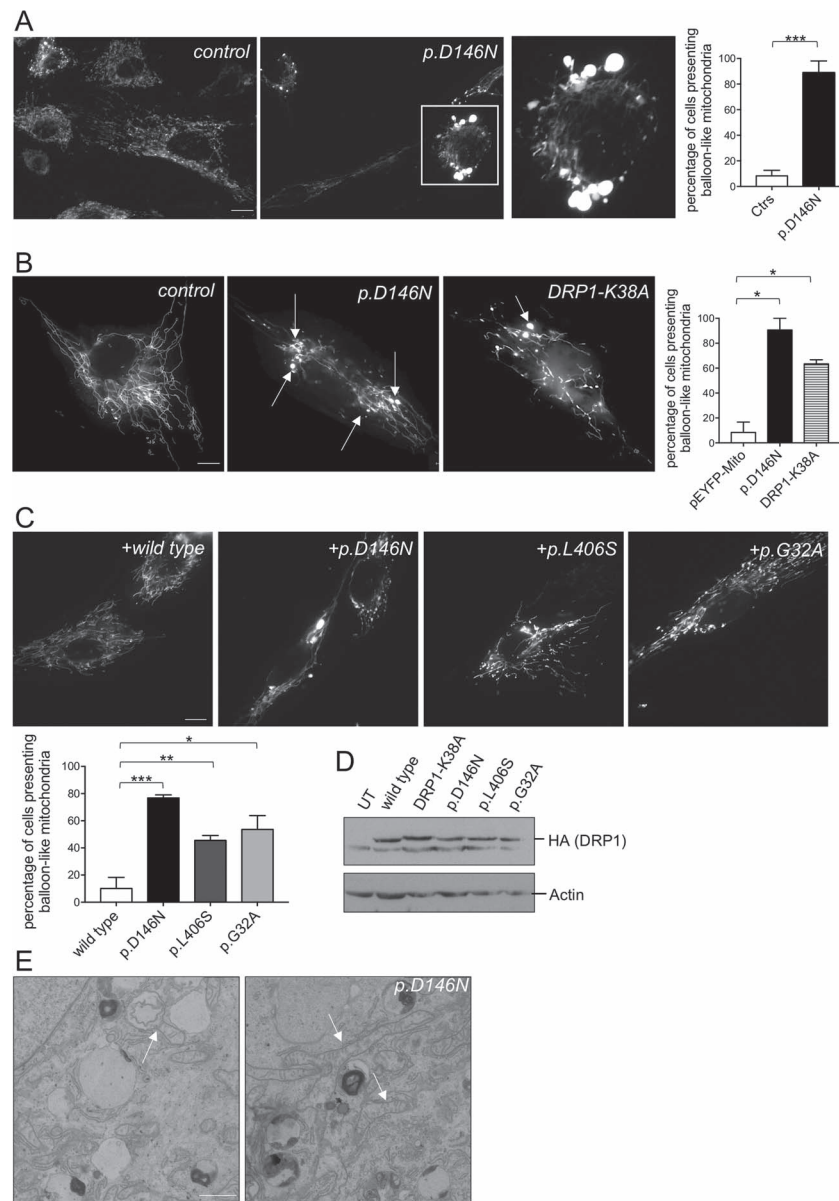 A
control
p.D146N
percentage of cells presenting
balloon-like mitochondria
100
80
60
40
20
0
***
Ctrs
p.D146N
B
control
p.D146N
DRP1-K38A
percentage of cells presenting
balloon-like mitochondria
100
80
60
40
20
0
*
*
pEYFP-Mito
p.D146N
DRP1-K38A
C
+wild type
+p.D146N
+p.L406S
+p.G32A
percentage of cells presenting
balloon-like mitochondria
100
80
60
40
20
0
*
**
***
wild type
p.D146N
p.L406S
p.G32A
D
UT
wild type
DRP1-K38A
p.D146N
p.L406S
p.G32A
HA (DRP1)
Actin
E
p.D146N